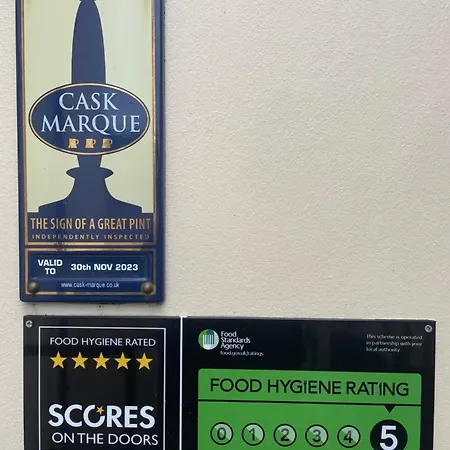 CASK
MARQUE
THE SIGN OF A GREAT PINT
INDEPENDENTLY INSPECTED
VALID TO 30th NOV 2023
www.cask-marque.co.uk
FOOD HYGIENE RATED
SCORES
ON THE DOORS
Food
Standards
Agency
food.gov.uk/ratings
This scheme is operated
in partnership with your
local authority
FOOD HYGIENE RATING
0 1 2 3 4 5